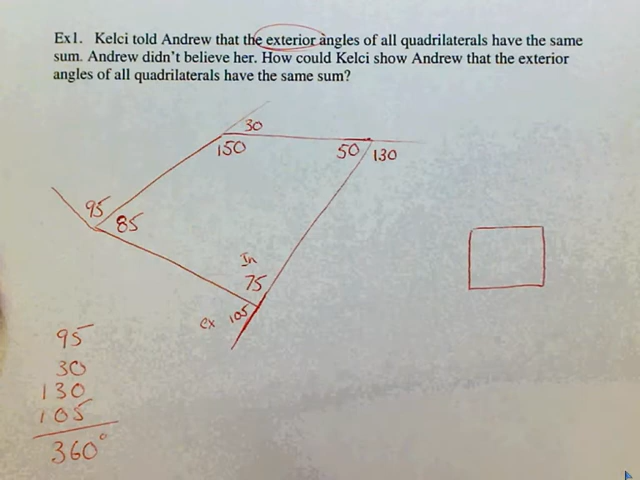 Ex1. Kelci told Andrew that the exterior angles of all quadrilaterals have the same
sum. Andrew didn't believe her. How could Kelci show Andrew that the exterior
angles of all quadrilaterals have the same sum?
30
150
50 130
95
85
In
75
ex 105
95
30
130
105
360°